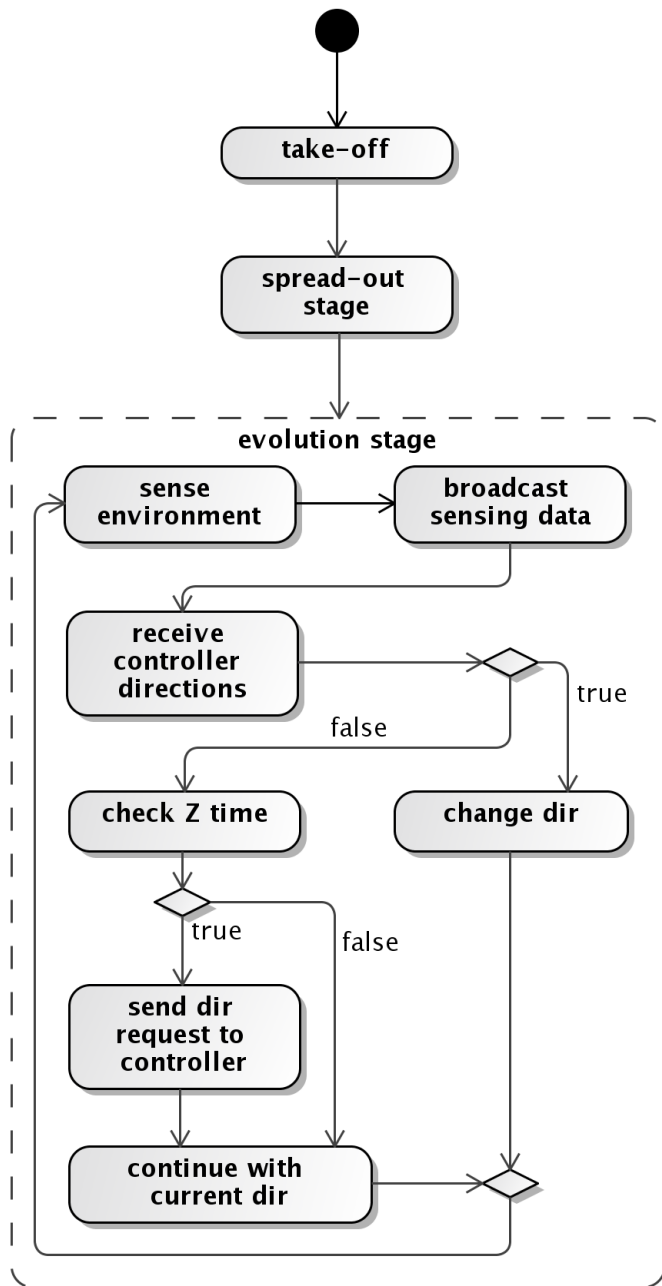 take-off
spread-out
stage
evolution stage
sense
environment
broadcast
sensing data
receive
controller
directions
true
false
check Z time
change dir
true
false
send dir
request to
controller
continue with
current dir